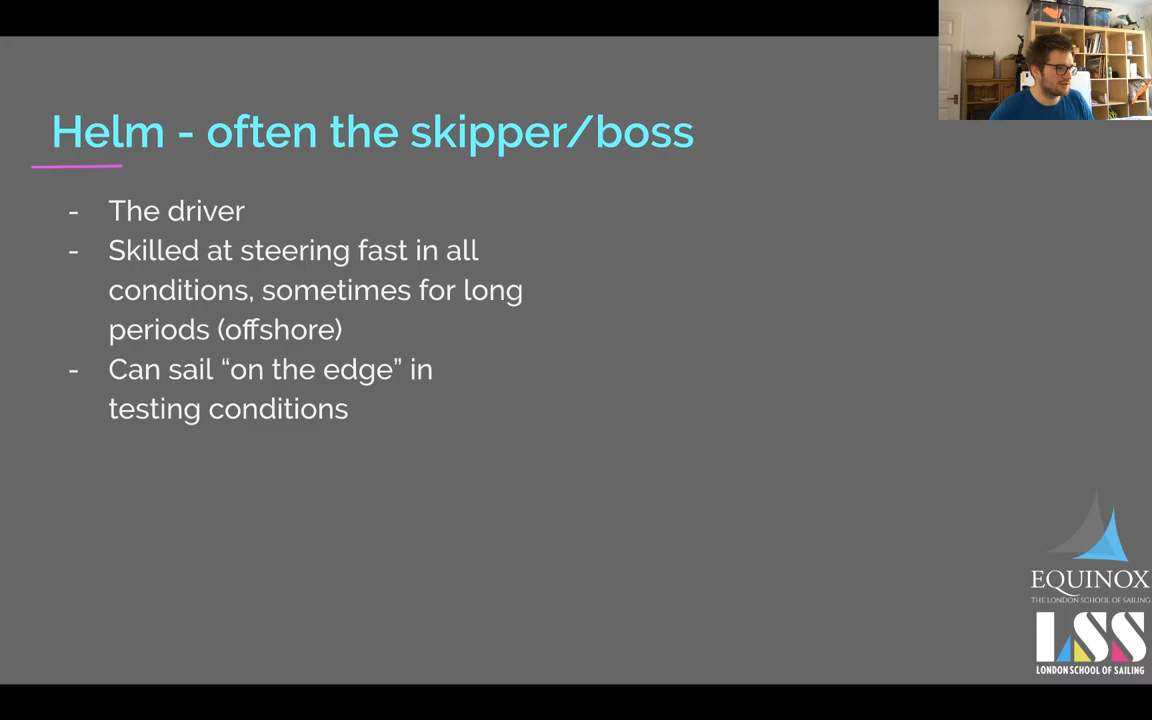 Helm - often the skipper/boss
- The driver
- Skilled at steering fast in all
conditions, sometimes for long
periods (offshore)
- Can sail “on the edge” in
testing conditions
EQUINOX
THE LONDON SCHOOL OF SAILING
LSS
LONDON SCHOOL OF SAILING